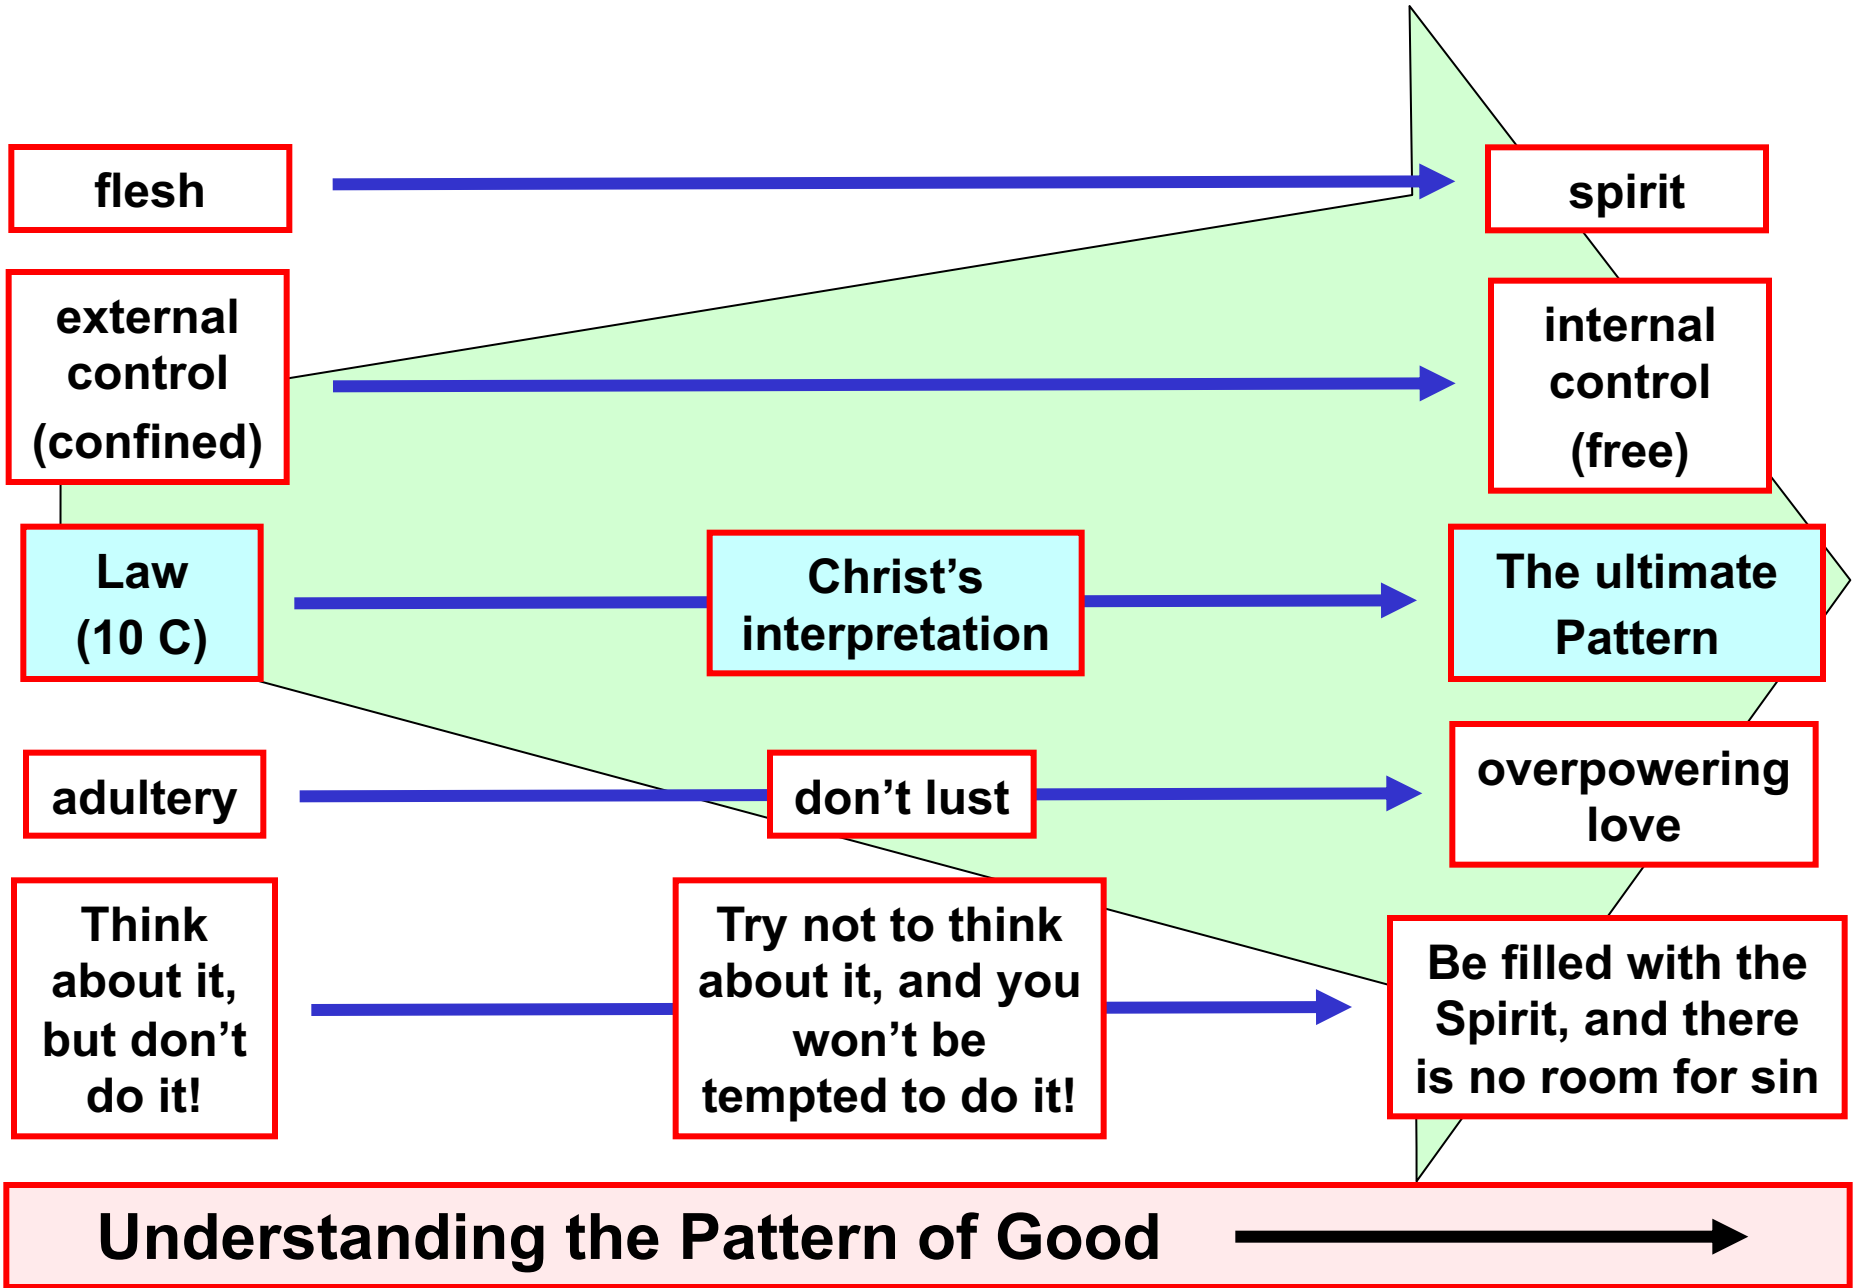 flesh
spirit
external
control
(confined)
internal
control
(free)
Law
(10 C)
Christ’s
interpretation
The ultimate
Pattern
adultery
don’t lust
overpowering
love
Think
about it,
but don’t
do it!
Try not to think
about it, and you
won’t be
tempted to do it!
Be filled with the
Spirit, and there
is no room for sin
Understanding the Pattern of Good